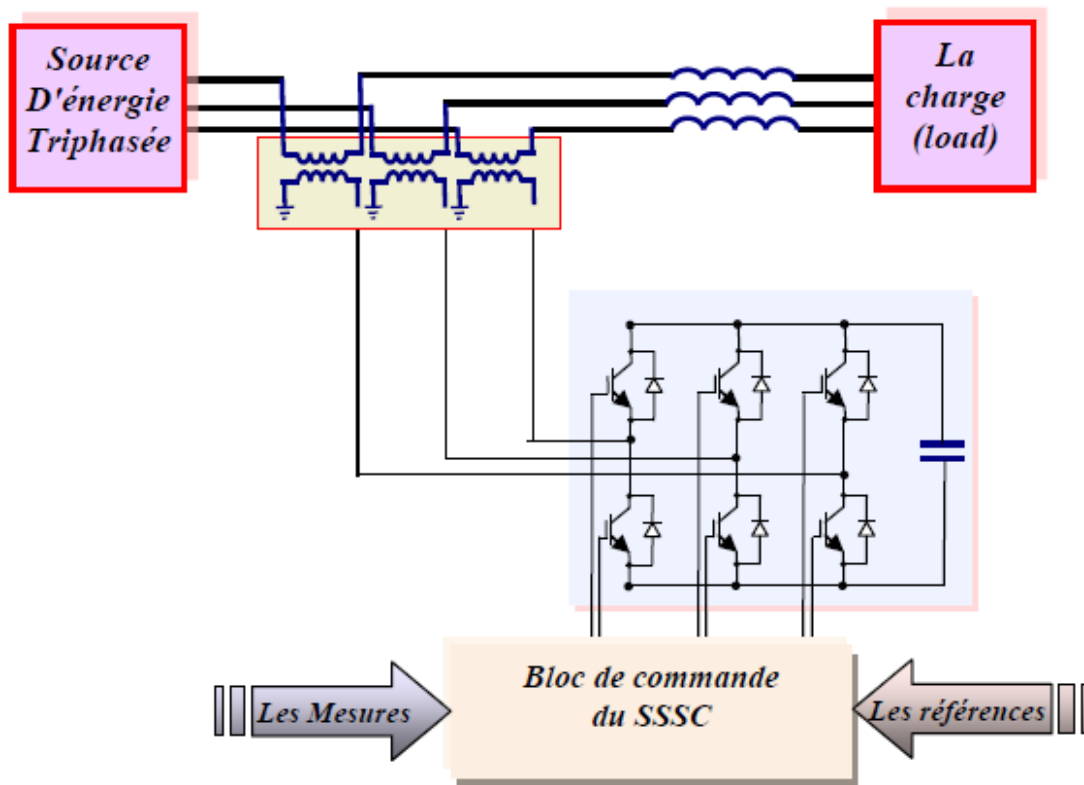 Source
D'énergie
Triphasée
La
charge
(load)
Bloc de commande
du SSSC
Les Mesures
Les références